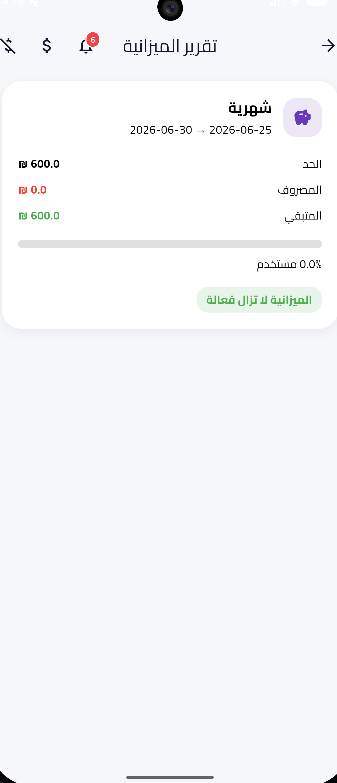 تقرير الميزانية
6
$
شهرية
2026-06-25 → 2026-06-30
الحد
600.0 ₪
المصروف
0.0 ₪
المتبقي
600.0 ₪
0.0% مستخدم
الميزانية لا تزال فعالة